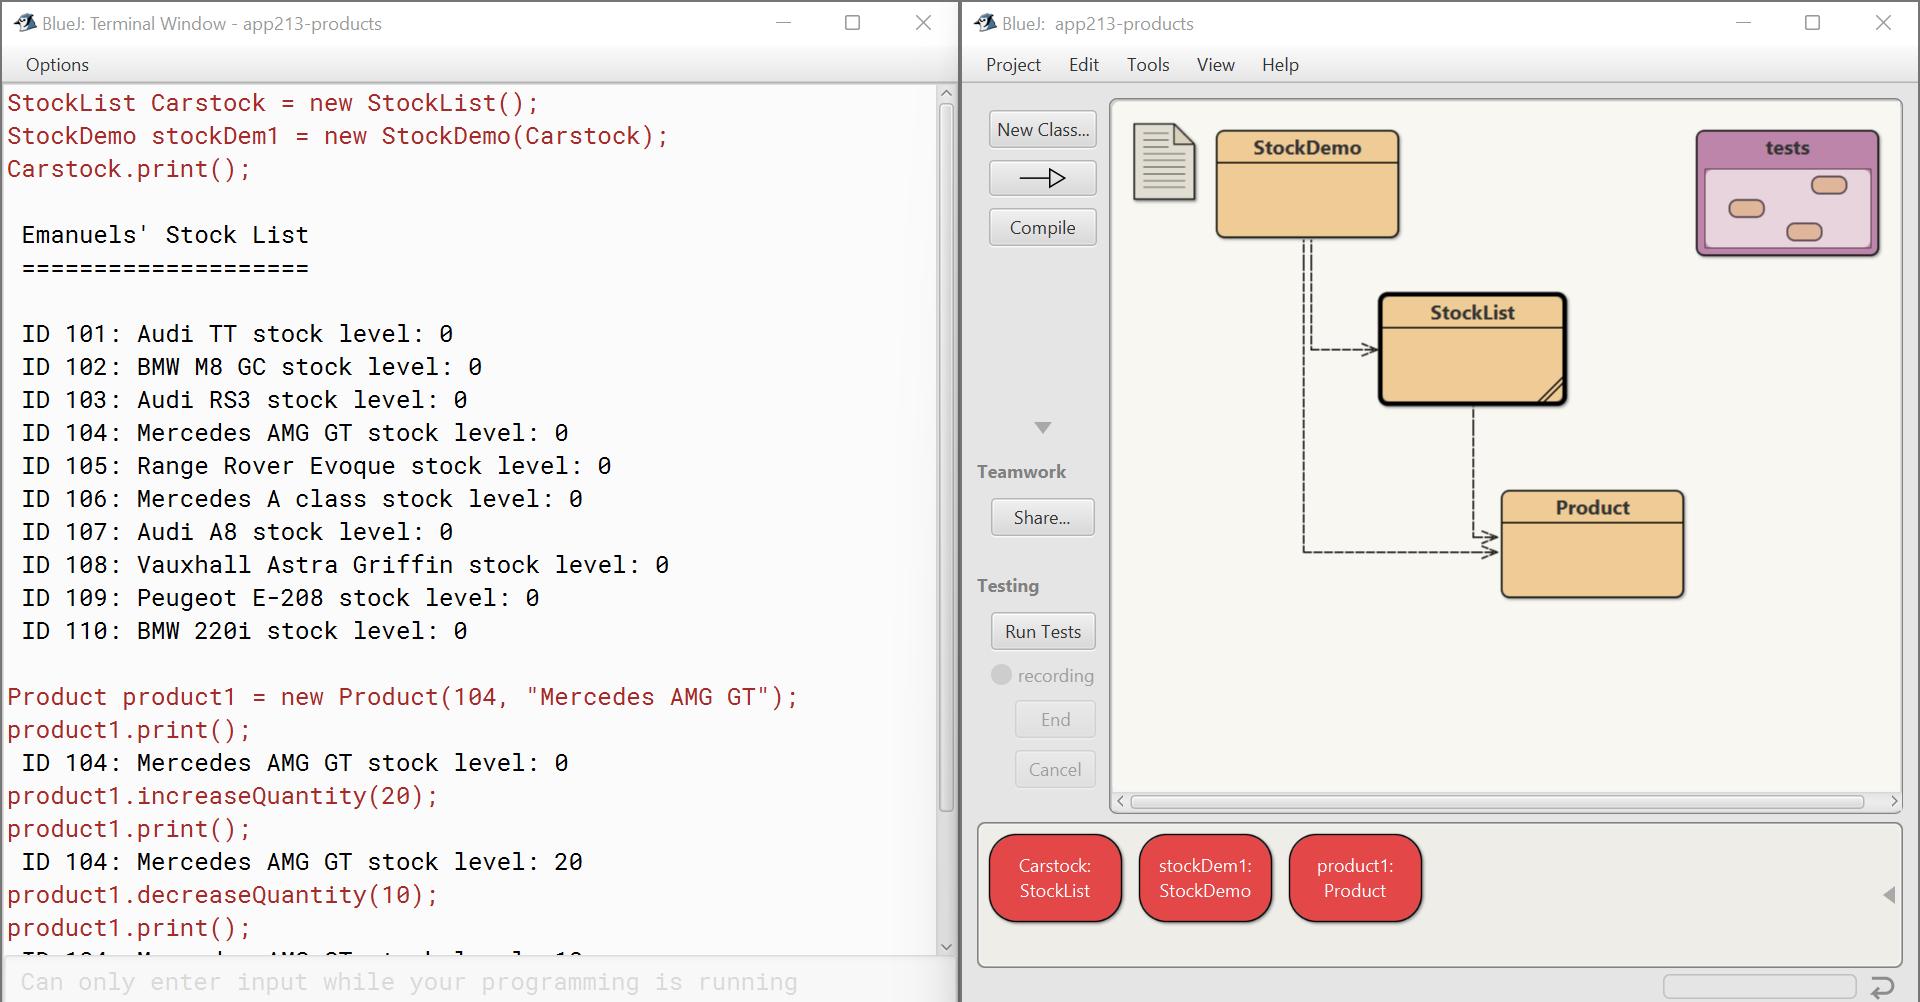 BlueJ: Terminal Window - app213-products
Options
StockList Carstock = new StockList();
StockDemo stockDem1 = new StockDemo(Carstock);
Carstock.print();
Emanuels' Stock List
====================
ID 101: Audi TT stock level: 0
ID 102: BMW M8 GC stock level: 0
ID 103: Audi RS3 stock level: 0
ID 104: Mercedes AMG GT stock level: 0
ID 105: Range Rover Evoque stock level: 0
ID 106: Mercedes A class stock level: 0
ID 107: Audi A8 stock level: 0
ID 108: Vauxhall Astra Griffin stock level: 0
ID 109: Peugeot E-208 stock level: 0
ID 110: BMW 220i stock level: 0
Product product1 = new Product(104, "Mercedes AMG GT");
product1.print();
ID 104: Mercedes AMG GT stock level: 0
product1.increaseQuantity(20);
product1.print();
ID 104: Mercedes AMG GT stock level: 20
product1.decreaseQuantity(10);
product1.print();
ID 104: Mercedes AMG GT stock level: 10
Can only enter input while your programming is running
BlueJ: app213-products
Project Edit Tools View Help
New Class...
Compile
Teamwork
Share...
Testing
Run Tests
recording
End
Cancel
StockDemo
tests
StockList
Product
Carstock:
StockList
stockDem1:
StockDemo
product1:
Product